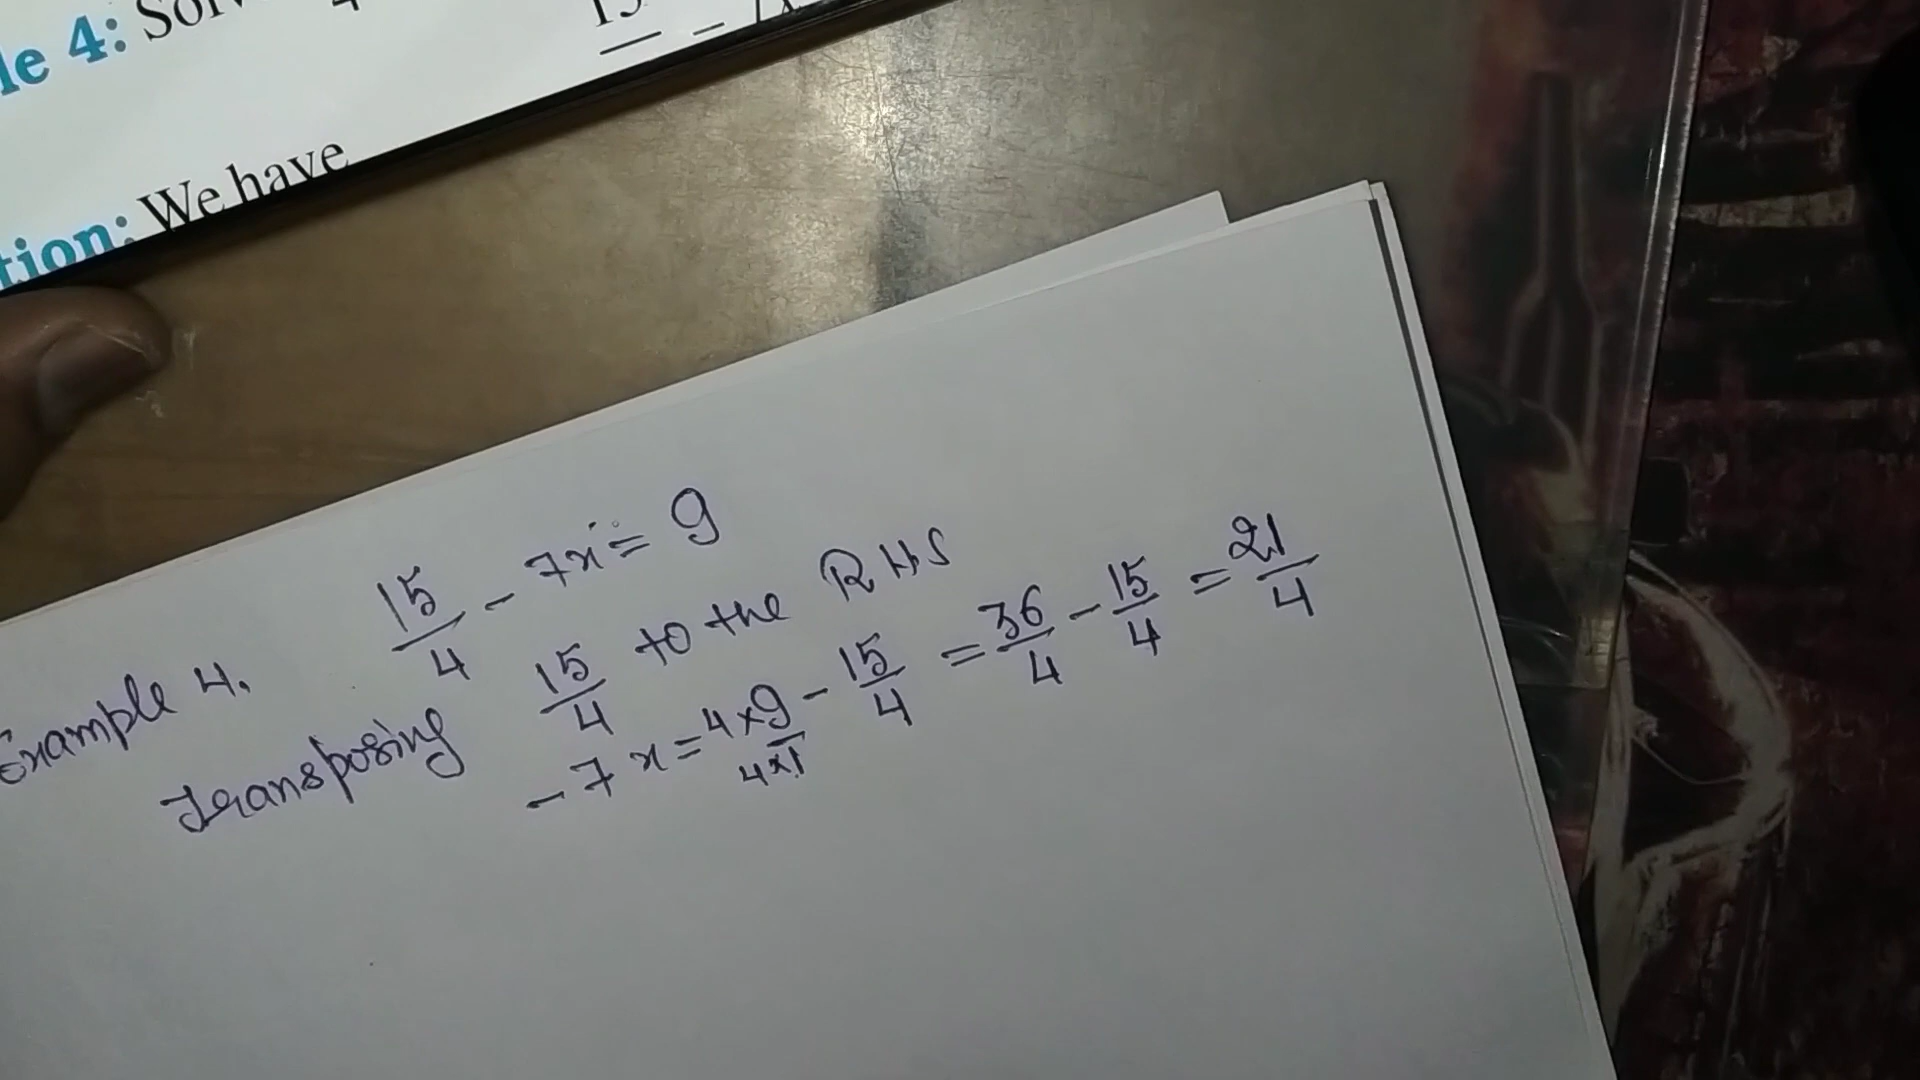 le 4:
15
tion: We have
Example 4. 15/4 - 7x = 9
Transposing 15/4 to the RHS
-7x = 4×9/4×1 - 15/4 = 36/4 - 15/4 = 21/4